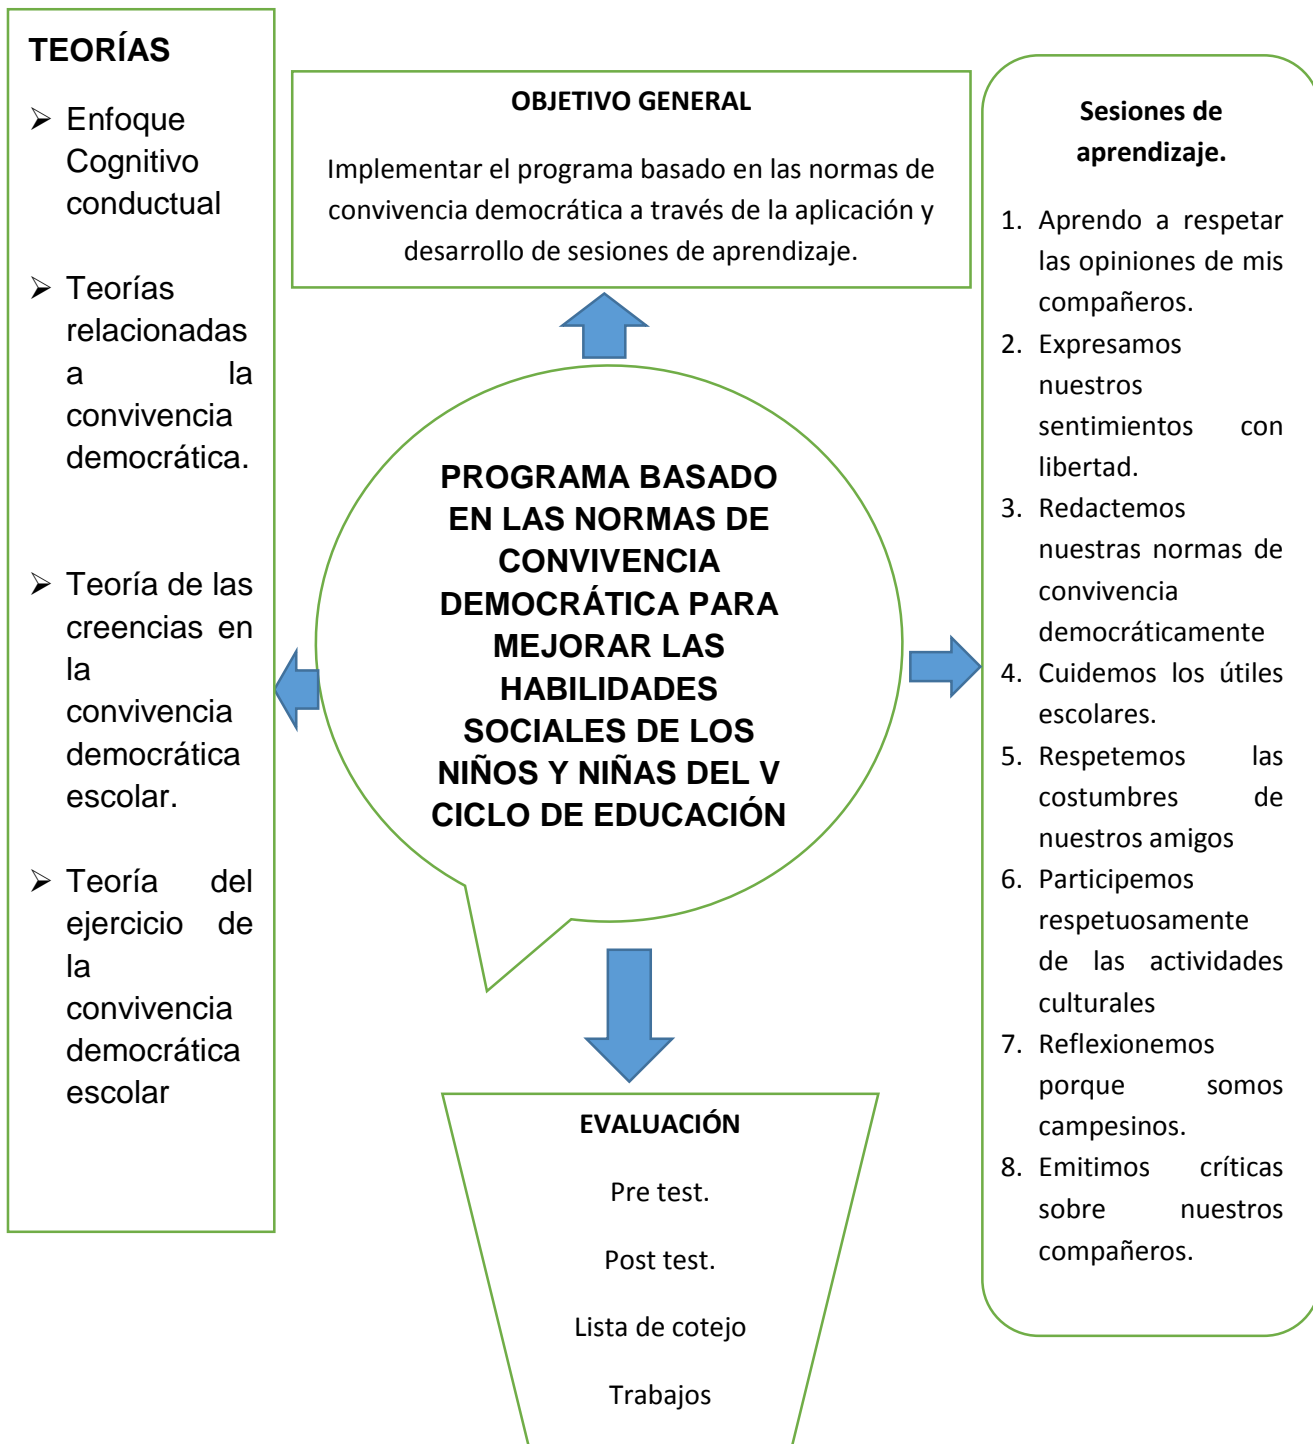 TEORÍAS
➢ Enfoque
Cognitivo
conductual
➢ Teorías
relacionadas
a la
convivencia
democrática.
➢ Teoría de las
creencias en
la
convivencia
democrática
escolar.
➢ Teoría del
ejercicio de
la
convivencia
democrática
escolar
OBJETIVO GENERAL
Implementar el programa basado en las normas de
convivencia democrática a través de la aplicación y
desarrollo de sesiones de aprendizaje.
PROGRAMA BASADO
EN LAS NORMAS DE
CONVIVENCIA
DEMOCRÁTICA PARA
MEJORAR LAS
HABILIDADES
SOCIALES DE LOS
NIÑOS Y NIÑAS DEL V
CICLO DE EDUCACIÓN
EVALUACIÓN
Pre test.
Post test.
Lista de cotejo
Trabajos
Sesiones de
aprendizaje.
1. Aprendo a respetar
las opiniones de mis
compañeros.
2. Expresamos
nuestros
sentimientos con
libertad.
3. Redactemos
nuestras normas de
convivencia
democráticamente
4. Cuidemos los útiles
escolares.
5. Respetemos las
costumbres de
nuestros amigos
6. Participemos
respetuosamente
de las actividades
culturales
7. Reflexionemos
porque somos
campesinos.
8. Emitimos críticas
sobre nuestros
compañeros.